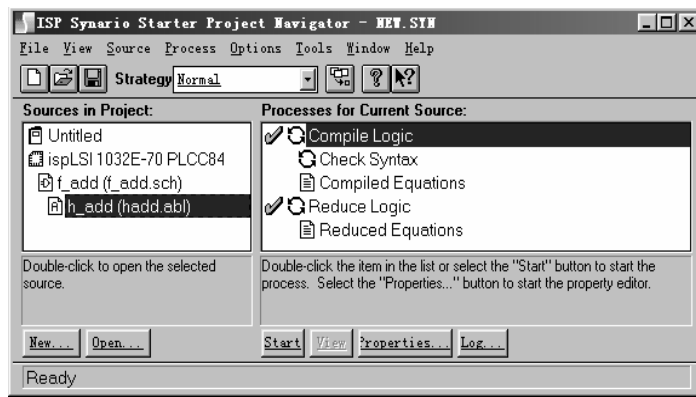 ISP Synario Starter Project Navigator - NEW.SYN
File View Source Process Options Tools Window Help
Strategy Normal
Sources in Project:
Untitled
ispLSI 1032E-70 PLCC84
f_add (f_add.sch)
h_add (hadd.abl)
Double-click to open the selected
source.
New... Open...
Processes for Current Source:
Compile Logic
Check Syntax
Compiled Equations
Reduce Logic
Reduced Equations
Double-click the item in the list or select the "Start" button to start the
process. Select the "Properties..." button to start the property editor.
Start View Properties... Log...
Ready